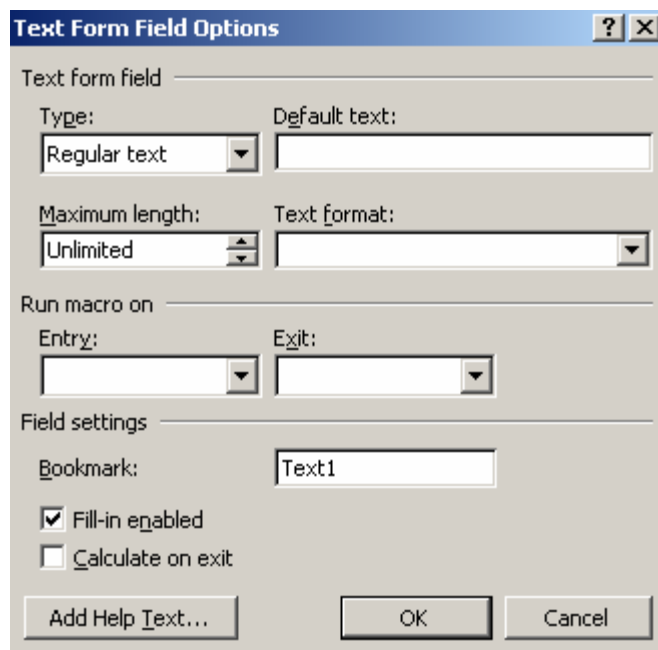 Text Form Field Options
Text form field
Type: Default text:
Regular text
Maximum length: Text format:
Unlimited
Run macro on
Entry: Exit:
Field settings
Bookmark: Text1
Fill-in enabled
Calculate on exit
Add Help Text... OK Cancel